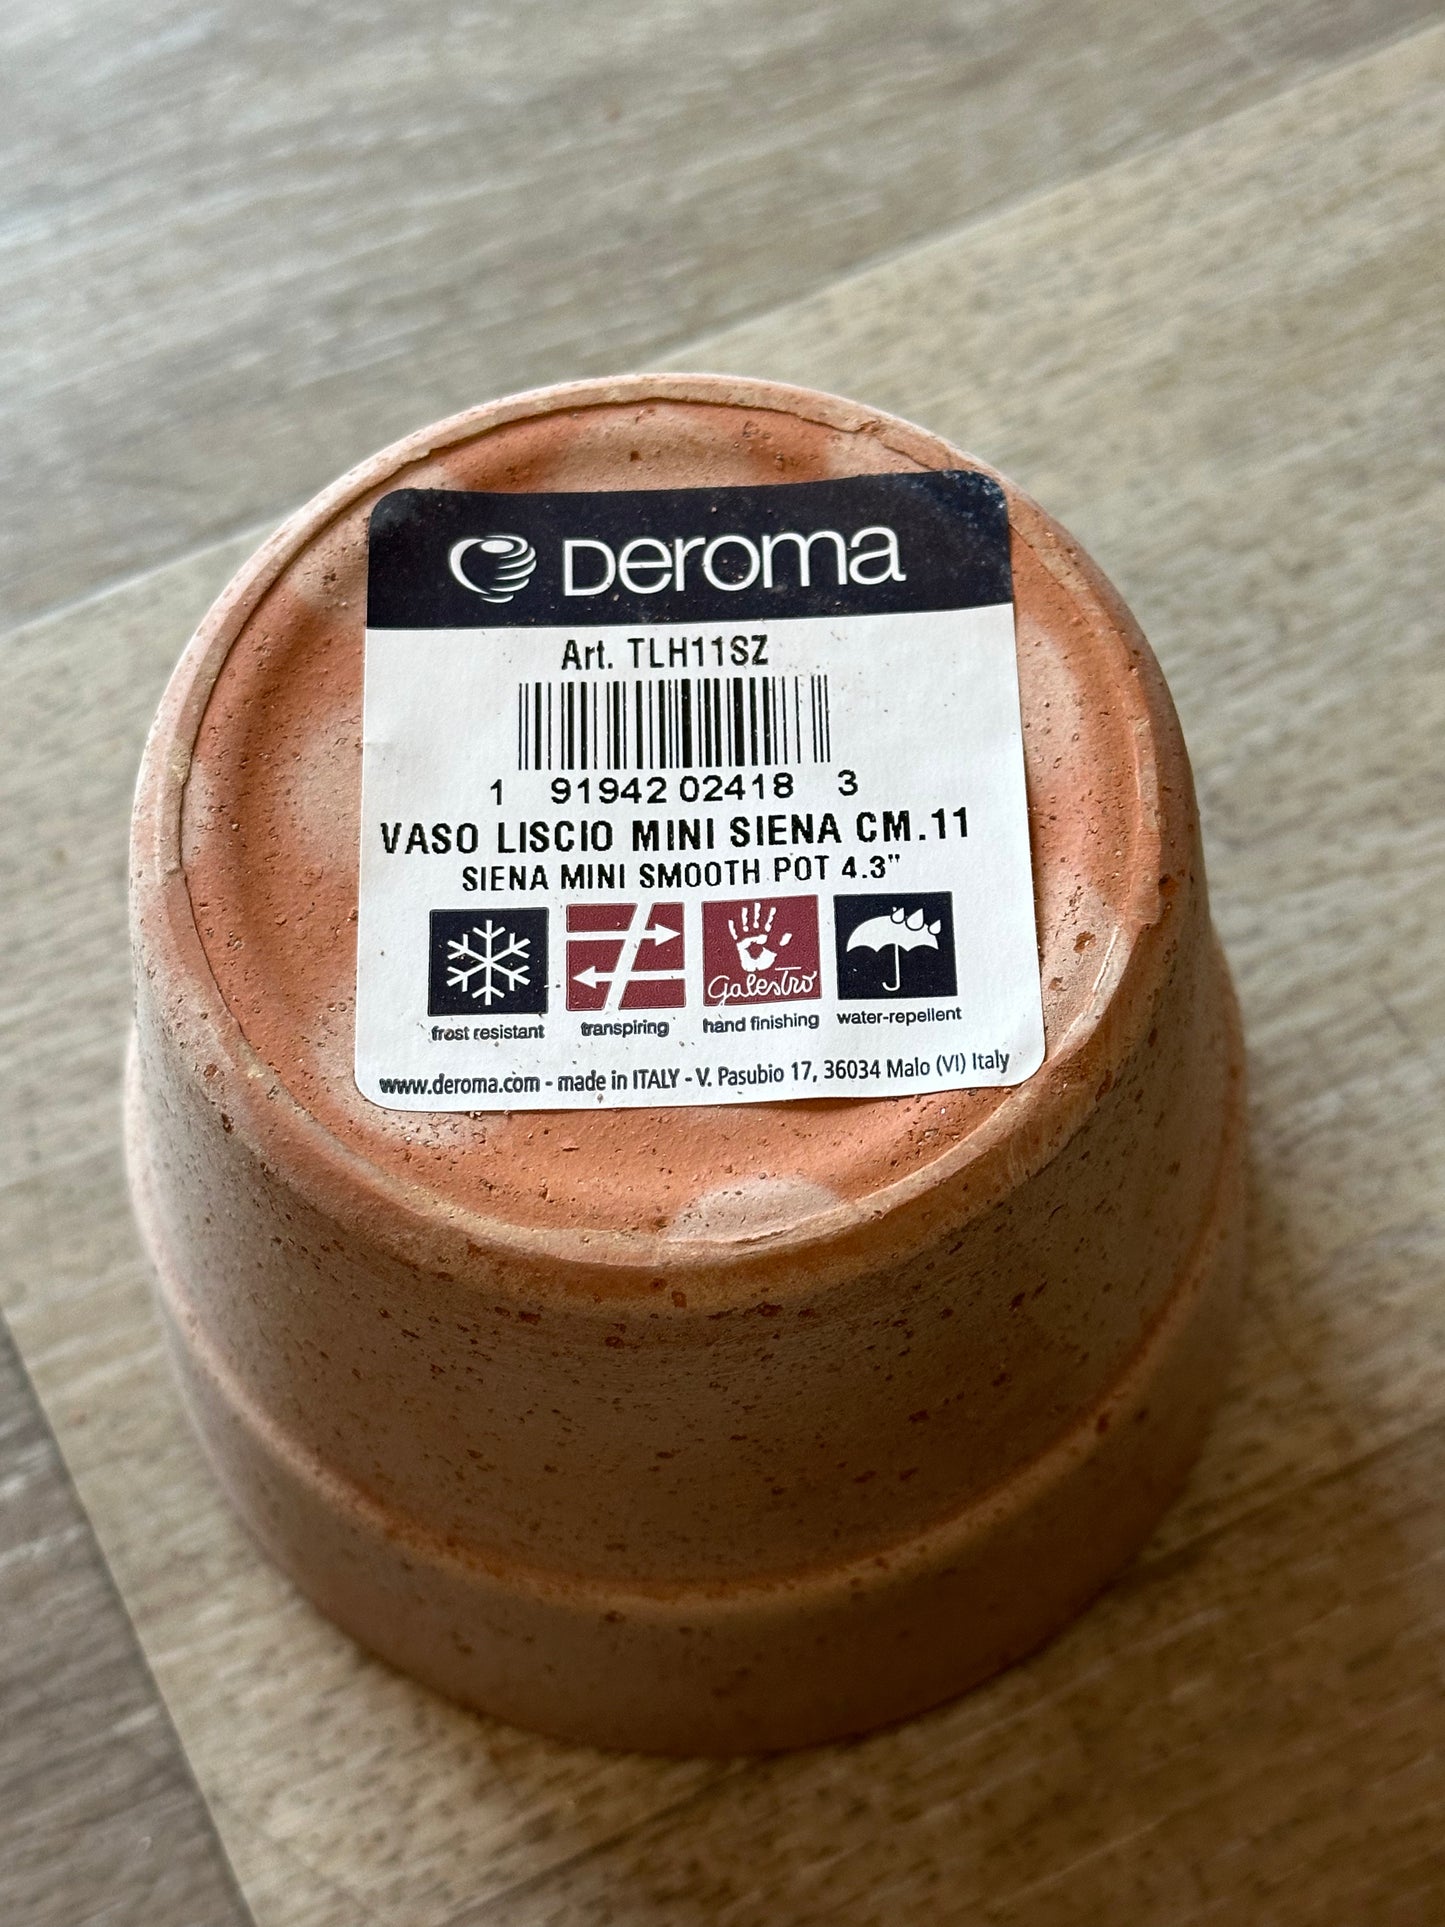 Deroma
Art. TLH11SZ
1 91942 02418 3
VASO LISCIO MINI SIENA CM.11
SIENA MINI SMOOTH POT 4.3"
Galestro
frost resistant transpiring hand finishing water-repellent
www.deroma.com - made in ITALY - V. Pasubio 17, 36034 Malo (VI) Italy